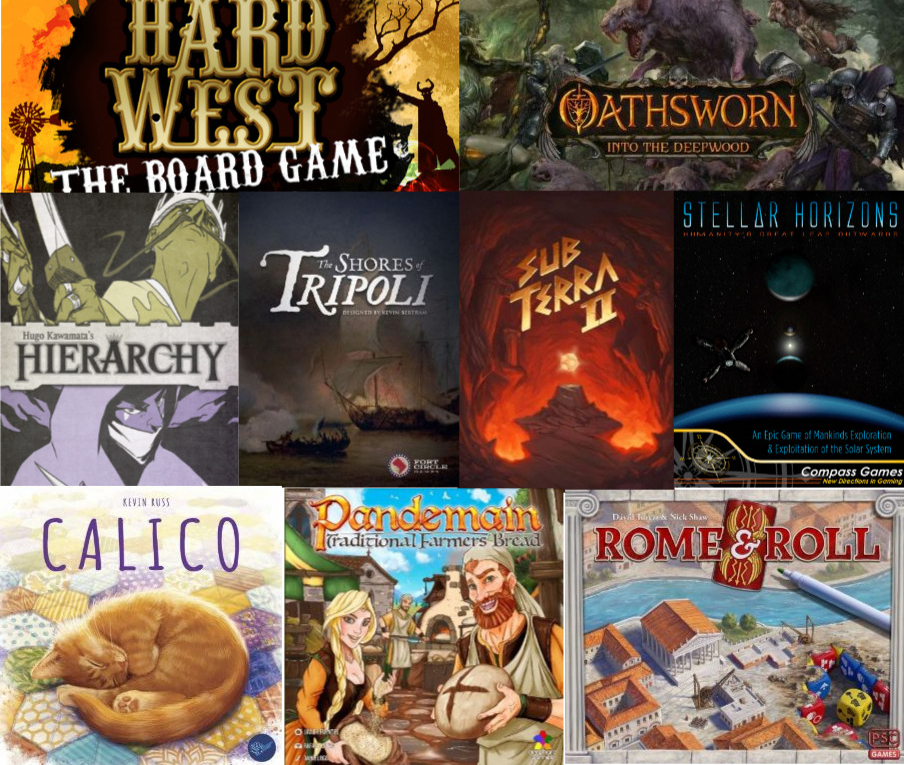 HARD
WEST
THE BOARD GAME
OATHSWORN
INTO THE DEEPWOOD
Hugo Kawamata's
HIERARCHY
The SHORES of
TRIPOLI
DESIGNED BY KEVIN BERTRAM
FORT
CIRCLE
GAMES
SUB
TERRA
II
STELLAR HORIZONS
HUMANITY'S GREAT LEAP OUTWARDS
An Epic Game of Mankinds Exploration
& Exploitation of the Solar System
Compass Games
New Directions in Gaming
KEVIN RUSS
CALICO
Pandemain
Traditional Farmers Bread
David & Nick Shaw
ROME & ROLL
PSC
GAMES